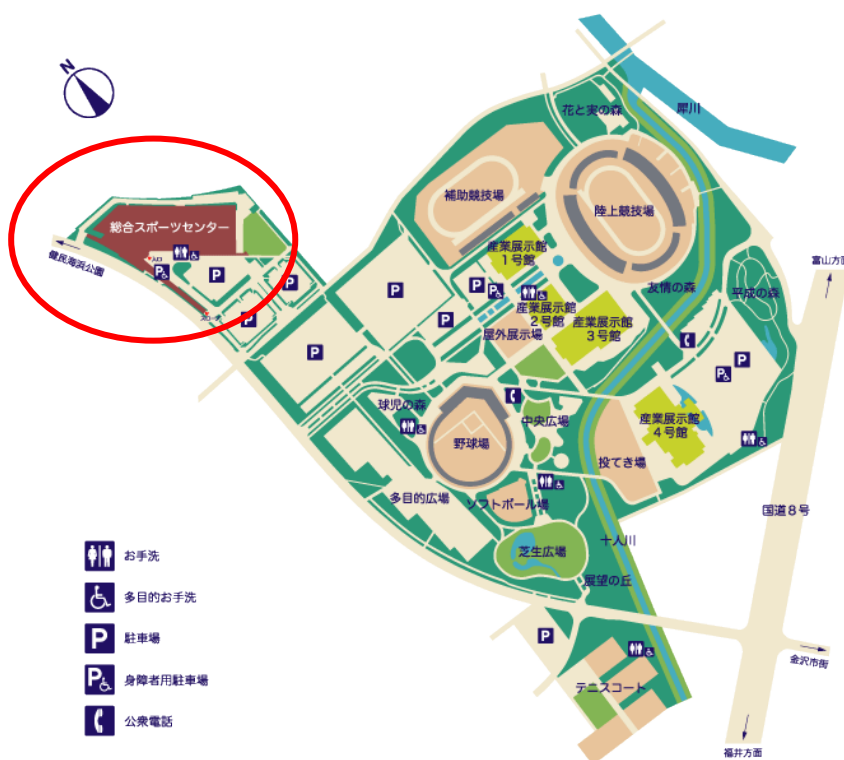 N
花と実の森
犀川
補助競技場
陸上競技場
総合スポーツセンター
入口
健民海浜公園
P
産業展示館
1号館
富山方面
友情の森
平成の森
産業展示館
2号館
産業展示館
3号館
屋外展示場
球児の森
中央広場
産業展示館
4号館
野球場
投てき場
多目的広場
ソフトボール場
国道8号
十人川
芝生広場
展望の丘
お手洗
多目的お手洗
P
駐車場
P
身障者用駐車場
公衆電話
テニスコート
金沢市街
福井方面